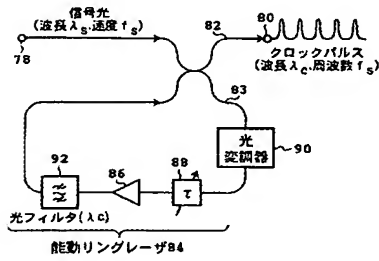 信号光
(波長λs.速度fs)
78
82
80
クロックパルス
(波長λc.周波数fs)
83
光
変調器
90
92
86
88
τ
光フィルタ(λc)
能動リングレーザ84